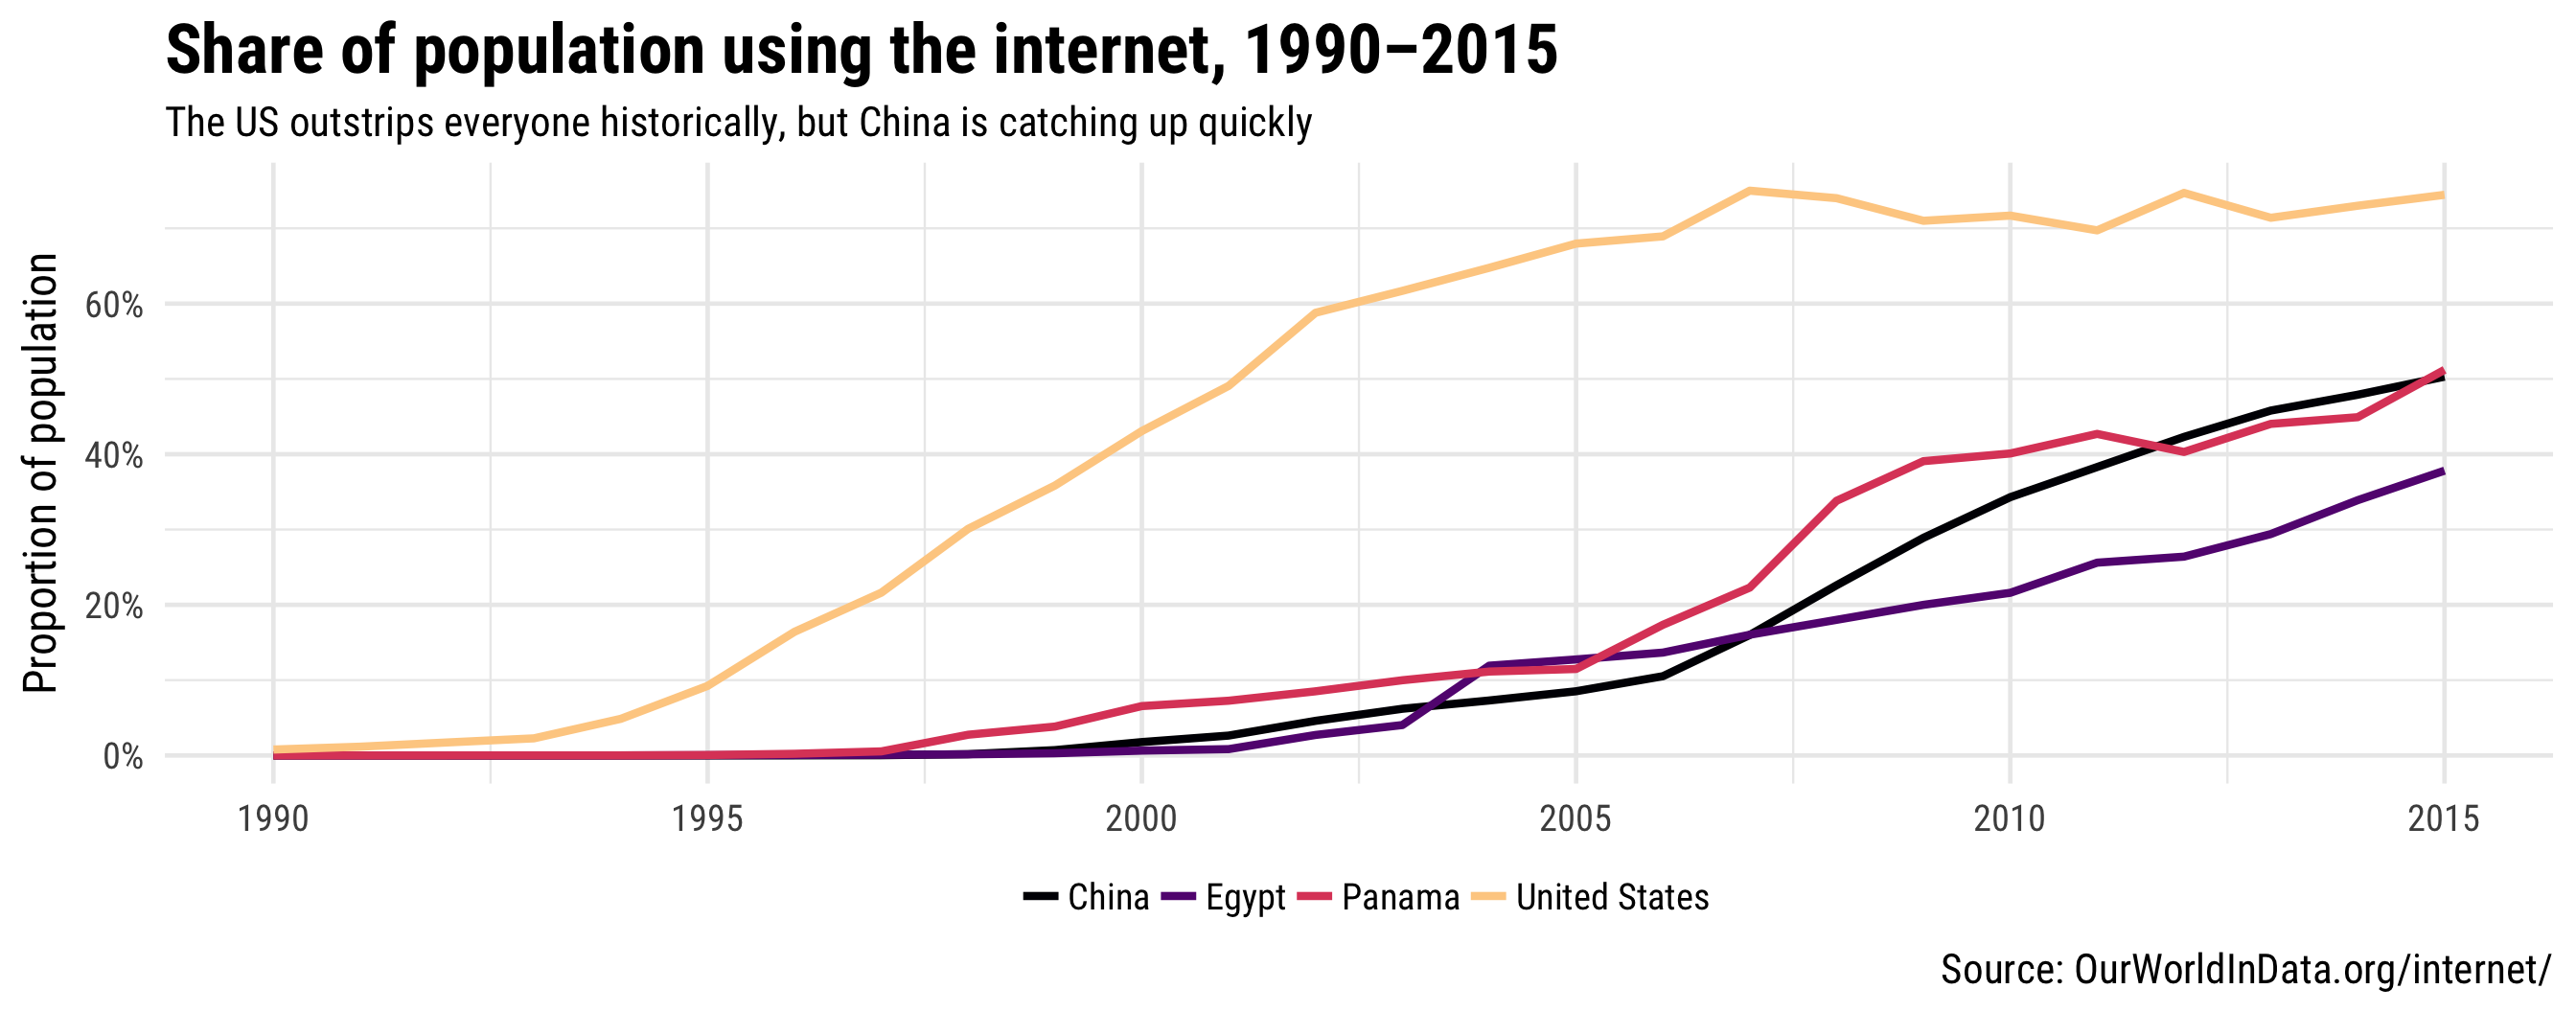 Share of population using the internet, 1990–2015
The US outstrips everyone historically, but China is catching up quickly
Proportion of population
60%
40%
20%
0%
1990 1995 2000 2005 2010 2015
China Egypt Panama United States
Source: OurWorldInData.org/internet/